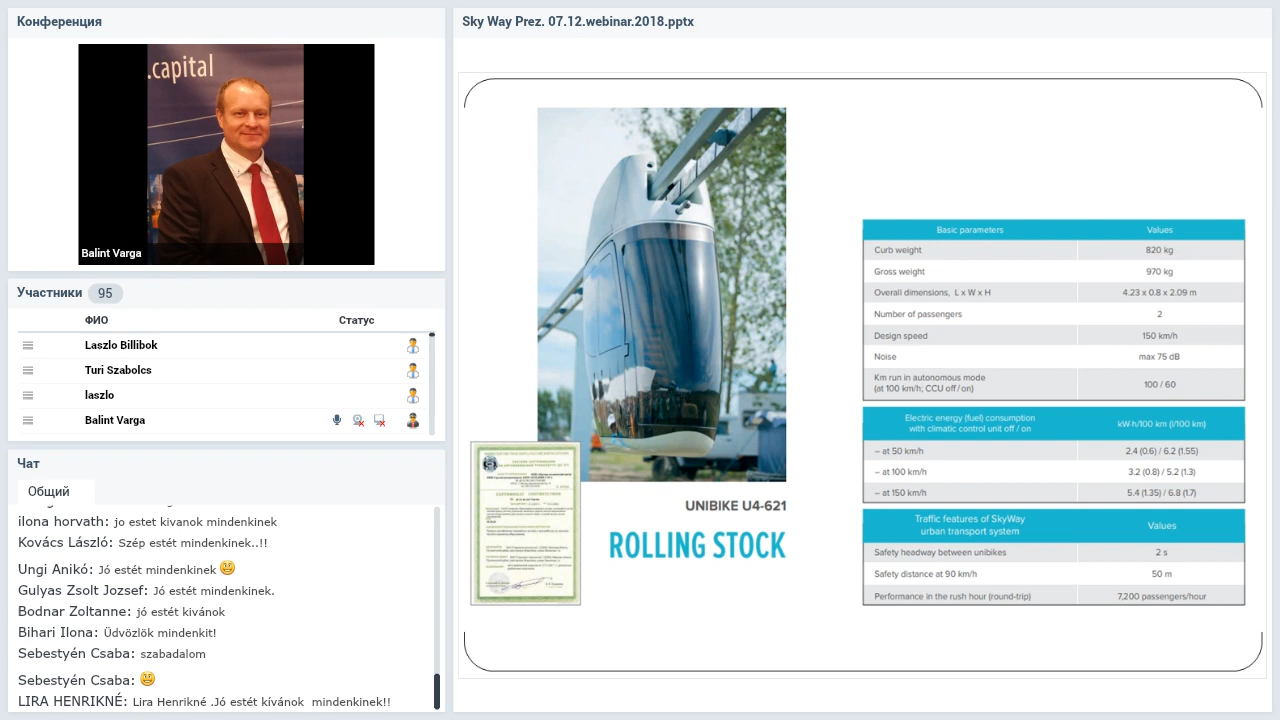 Конференция
.capital
Balint Varga
Участники 95
ФИО Статус
Laszlo Billibok
Turi Szabolcs
laszlo
Balint Varga
Чат
Общий
ilona horvath: jo estet kivanok mindenkinek
Kovács László: Szép estét mindenkinek..!!
Ungi Anikó: Jó estét mindenkinek
Gulyás Zsolt József: Jó estét mindenkinek.
Bodnar Zoltanne: jó estét kivánok
Bihari Ilona: Üdvözlök mindenkit!
Sebestyén Csaba: szabadalom
Sebestyén Csaba:
LIRA HENRIKNÉ: Lira Henrikné .Jó estét kívánok mindenkinek!!
Sky Way Prez. 07.12.webinar.2018.pptx
UNIBIKE U4-621
ROLLING STOCK
Basic parameters Values
Curb weight 820 kg
Gross weight 970 kg
Overall dimensions, L x W x H 4.23 x 0.8 x 2.09 m
Number of passengers 2
Design speed 150 km/h
Noise max 75 dB
Km run in autonomous mode
(at 100 km/h; CCU off / on) 100 / 60
Electric energy (fuel) consumption
with climatic control unit off / on kW·h/100 km (l/100 km)
– at 50 km/h 2.4 (0.6) / 6.2 (1.55)
– at 100 km/h 3.2 (0.8) / 5.2 (1.3)
– at 150 km/h 5.4 (1.35) / 6.8 (1.7)
Traffic features of SkyWay
urban transport system Values
Safety headway between unibikes 2 s
Safety distance at 90 km/h 50 m
Performance in the rush hour (round-trip) 7,200 passengers/hour